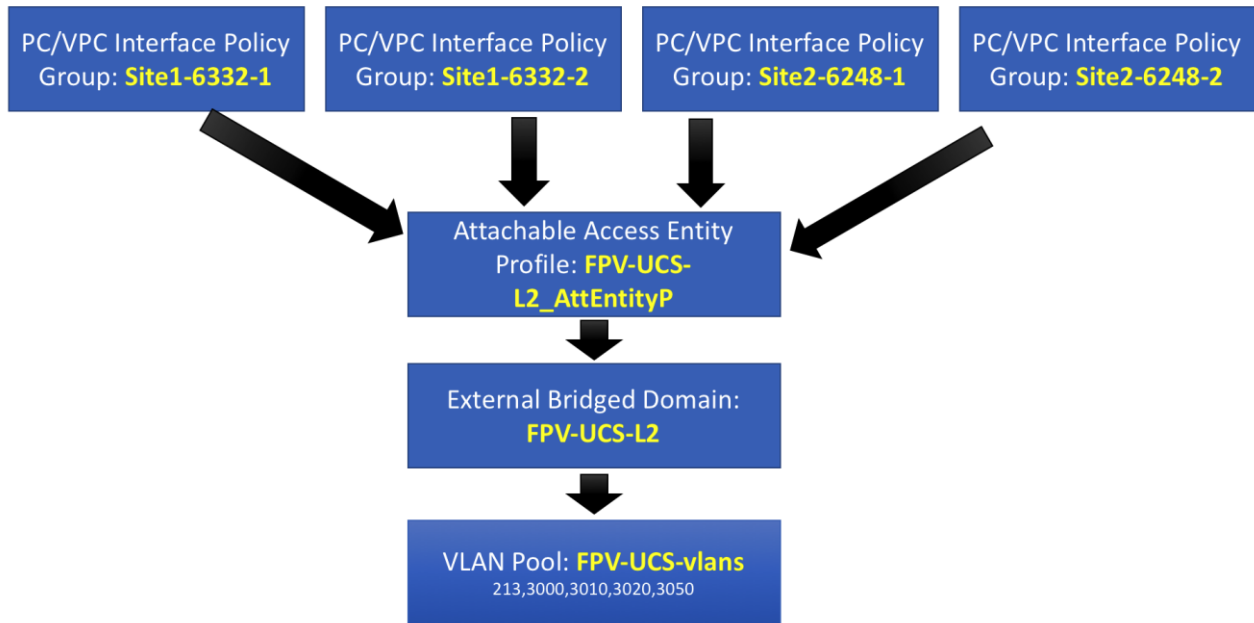 PC/VPC Interface Policy
Group: Site1-6332-1
PC/VPC Interface Policy
Group: Site1-6332-2
PC/VPC Interface Policy
Group: Site2-6248-1
PC/VPC Interface Policy
Group: Site2-6248-2
Attachable Access Entity
Profile: FPV-UCS-
L2_AttEntityP
External Bridged Domain:
FPV-UCS-L2
VLAN Pool: FPV-UCS-vlans
213,3000,3010,3020,3050